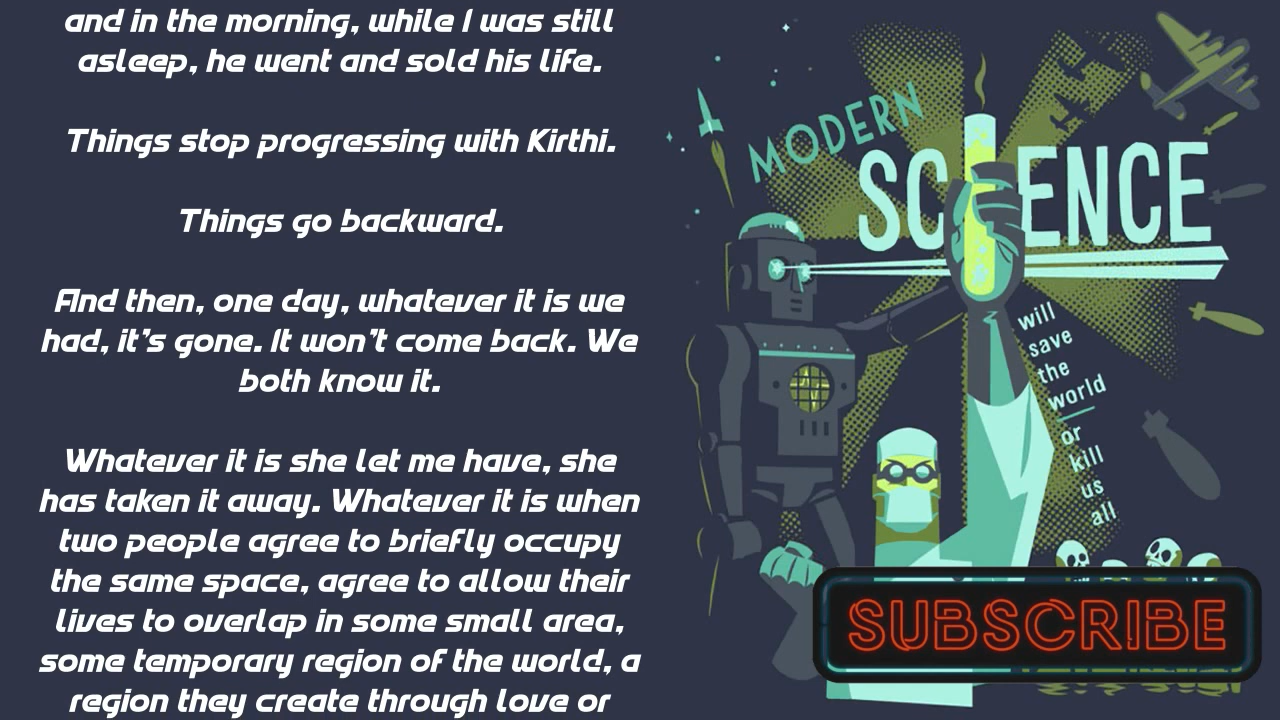 and in the morning, while I was still
asleep, he went and sold his life.
Things stop progressing with Kirthi.
Things go backward.
And then, one day, whatever it is we
had, it's gone. It won't come back. We
both know it.
Whatever it is she let me have, she
has taken it away. Whatever it is when
two people agree to briefly occupy
the same space, agree to allow their
lives to overlap in some small area,
some temporary region of the world, a
region they create through love or
MODERN
SCIENCE
will
save
the
world
or
kill
us
all
SUBSCRIBE